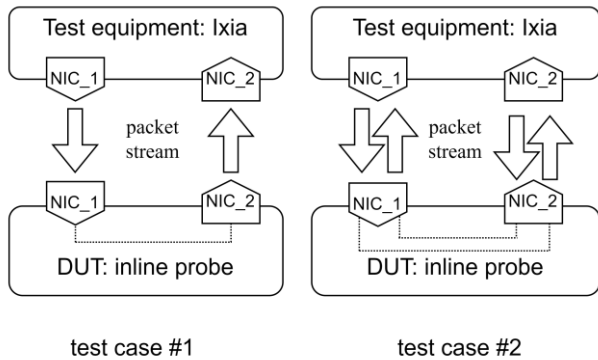 Test equipment: Ixia
NIC_1
NIC_2
packet
stream
NIC_1
NIC_2
DUT: inline probe
test case #1
Test equipment: Ixia
NIC_1
NIC_2
packet
stream
NIC_1
NIC_2
DUT: inline probe
test case #2